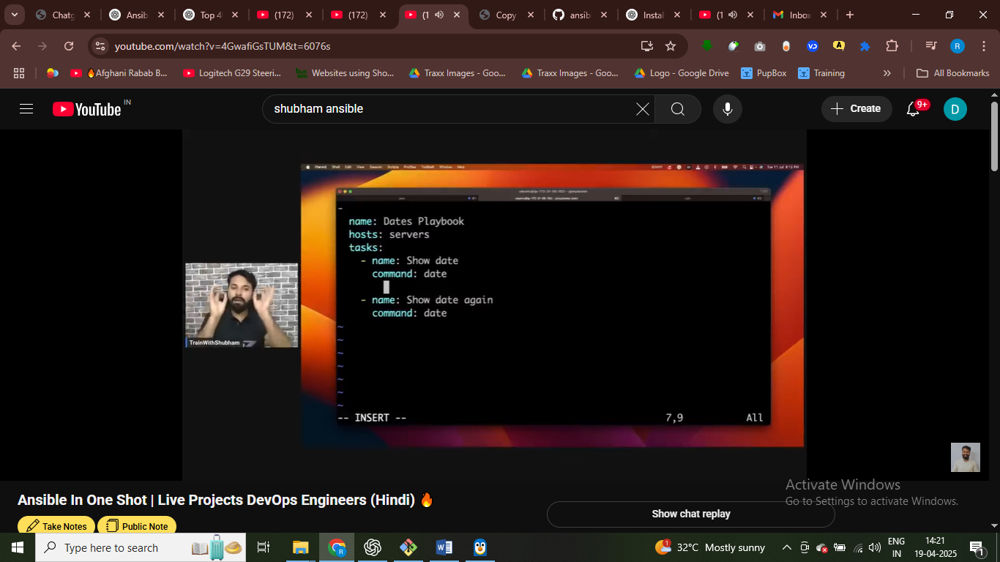 Chatg
Ansib
Top 4
(172)
(172)
(1
Copy
ansib
Instal
(1
Inbox
youtube.com/watch?v=4GwafiGsTUM&t=6076s
🔥Afghani Rabab B...
Logitech G29 Steeri...
Websites using Sho...
Traxx Images - Goo...
Traxx Images - Goo...
Logo - Google Drive
PupBox
Training
All Bookmarks
YouTube IN
shubham ansible
Create
9+
D
-
name: Dates Playbook
hosts: servers
tasks:
- name: Show date
command: date
- name: Show date again
command: date
~
~
~
~
~
~
~
-- INSERT -- 7,9 All
TrainWithShubham
Activate Windows
Go to Settings to activate Windows.
Ansible In One Shot | Live Projects DevOps Engineers (Hindi) 🔥
Show chat replay
Take Notes
Public Note
Type here to search
32°C Mostly sunny
ENG
IN
14:21
19-04-2025
1